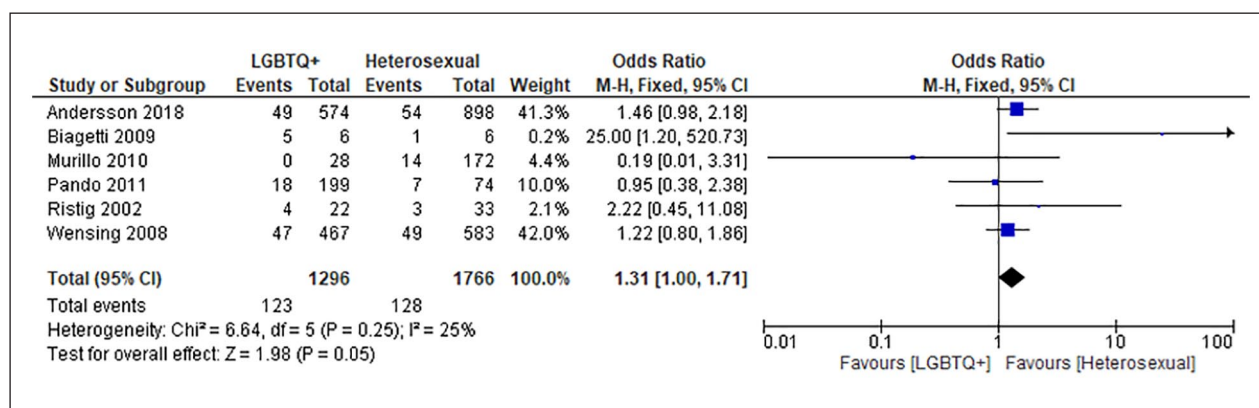 LGBTQ+ Heterosexual Odds Ratio Odds Ratio
Study or Subgroup Events Total Events Total Weight M-H, Fixed, 95% CI M-H, Fixed, 95% CI
Andersson 2018 49 574 54 898 41.3% 1.46 [0.98, 2.18]
Biagetti 2009 5 6 1 6 0.2% 25.00 [1.20, 520.73]
Murillo 2010 0 28 14 172 4.4% 0.19 [0.01, 3.31]
Pando 2011 18 199 7 74 10.0% 0.95 [0.38, 2.38]
Ristig 2002 4 22 3 33 2.1% 2.22 [0.45, 11.08]
Wensing 2008 47 467 49 583 42.0% 1.22 [0.80, 1.86]
Total (95% CI) 1296 1766 100.0% 1.31 [1.00, 1.71]
Total events 123 128
Heterogeneity: Chi² = 6.64, df = 5 (P = 0.25); I² = 25%
Test for overall effect: Z = 1.98 (P = 0.05)
0.01 0.1 1 10 100
Favours [LGBTQ+] Favours [Heterosexual]